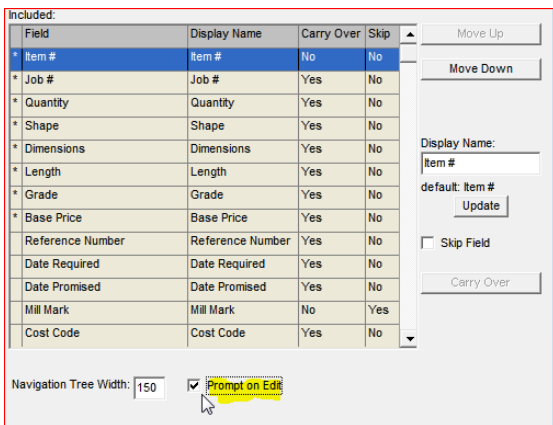 Included:
Field Display Name Carry Over Skip
* Item # Item # No No
* Job # Job # Yes No
* Quantity Quantity Yes No
* Shape Shape Yes No
* Dimensions Dimensions Yes No
* Length Length Yes No
* Grade Grade Yes No
* Base Price Base Price Yes No
Reference Number Reference Number Yes No
Date Required Date Required Yes No
Date Promised Date Promised Yes No
Mill Mark Mill Mark No Yes
Cost Code Cost Code Yes No
Move Up
Move Down
Display Name:
Item #
default: Item #
Update
Skip Field
Carry Over
Navigation Tree Width: 150 Prompt on Edit